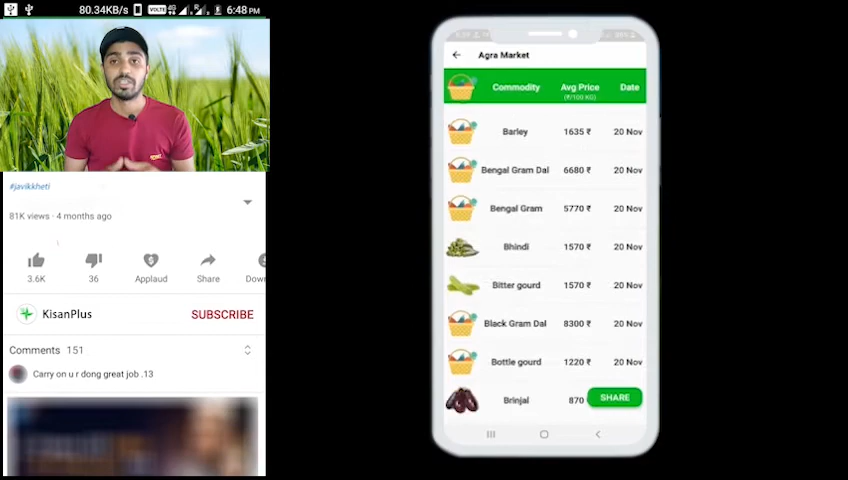 80.34KB/s VOLTE 4G R 6:48 PM
#javikkheti
81K views · 4 months ago
3.6K 36 Applaud Share Down
KisanPlus SUBSCRIBE
Comments 151
Carry on u r dong great job .13
Agra Market
Commodity Avg Price Date
(₹/100 KG)
Barley 1635 ₹ 20 Nov
Bengal Gram Dal 6680 ₹ 20 Nov
Bengal Gram 5770 ₹ 20 Nov
Bhindi 1570 ₹ 20 Nov
Bitter gourd 1570 ₹ 20 Nov
Black Gram Dal 8300 ₹ 20 Nov
Bottle gourd 1220 ₹ 20 Nov
Brinjal 870 SHARE